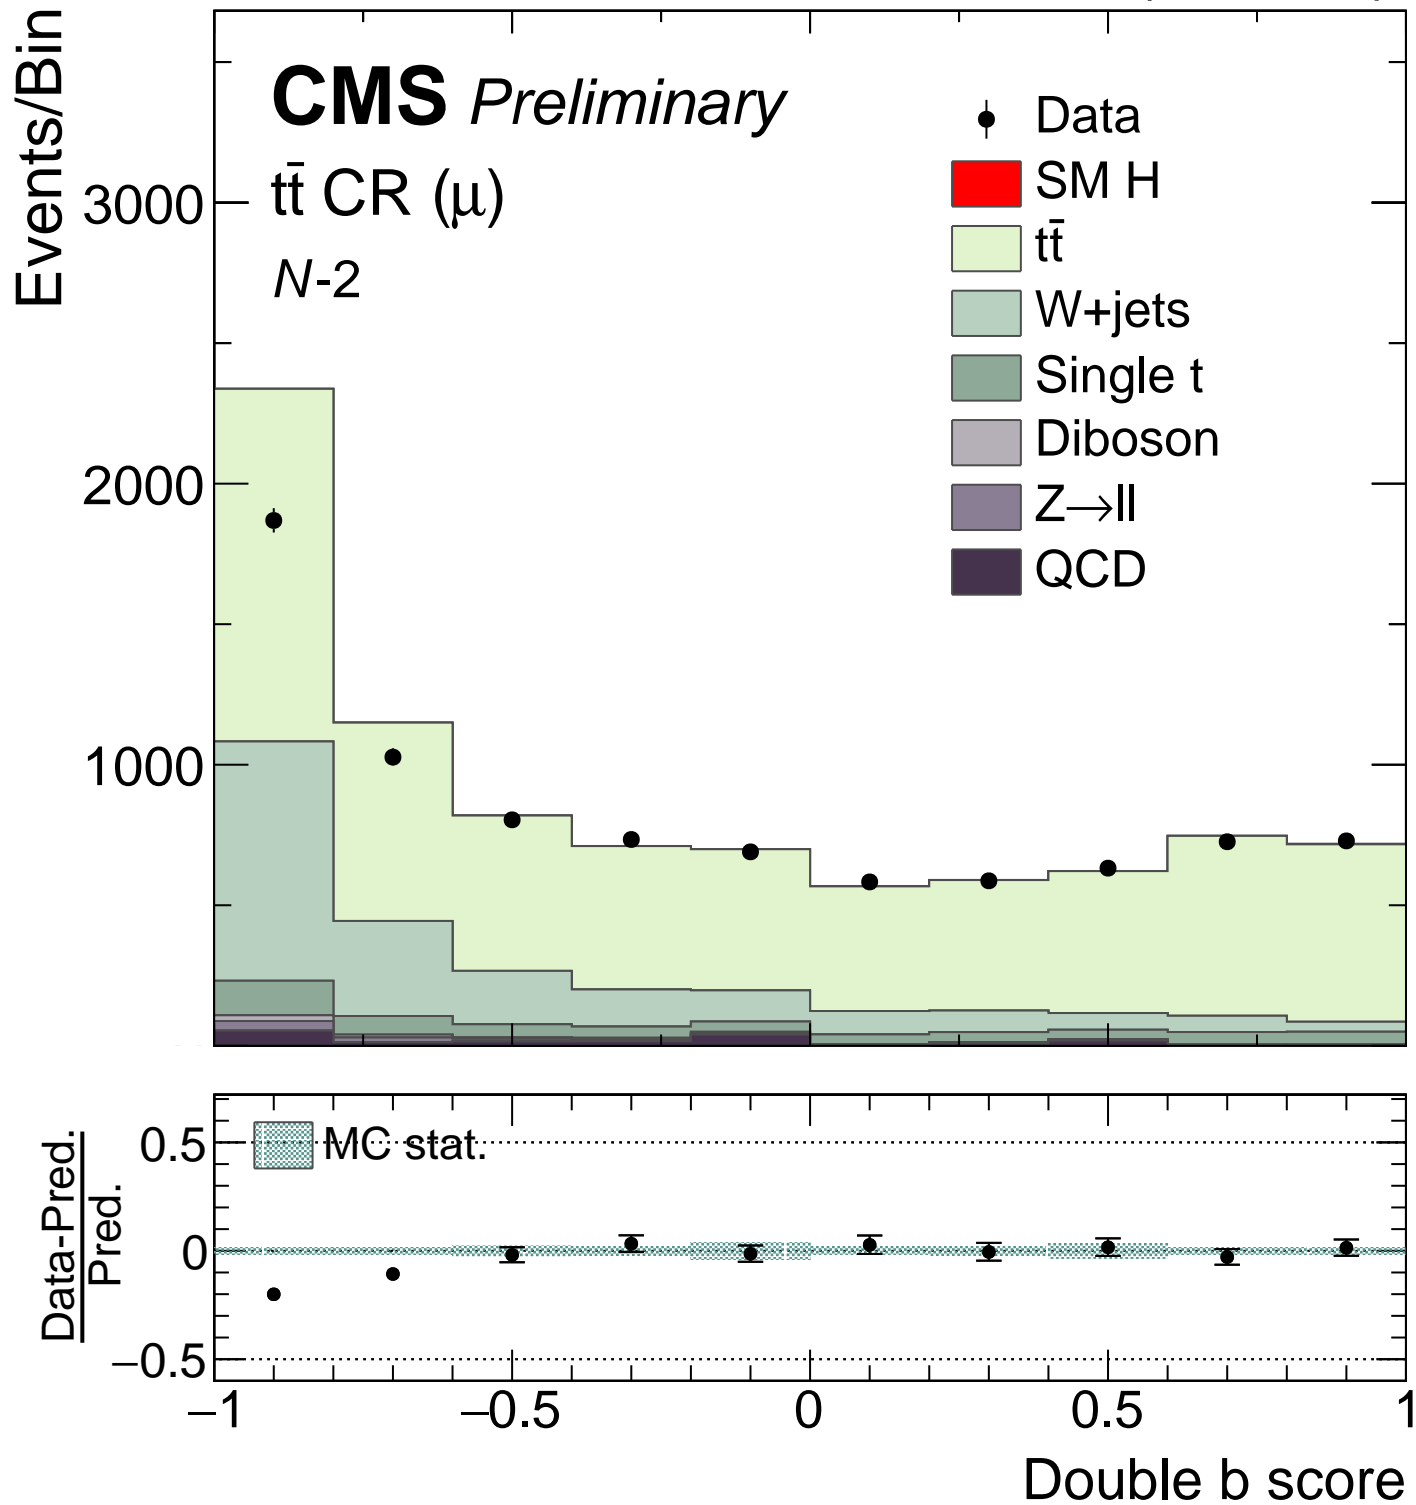 Events/Bin
CMS Preliminary
tt̄ CR (μ)
N-2
Data
SM H
tt̄
W+jets
Single t
Diboson
Z→ll
QCD
3000
2000
1000
Data-Pred.
Pred.
MC stat.
0.5
0
−0.5
−1
−0.5
0
0.5
1
Double b score